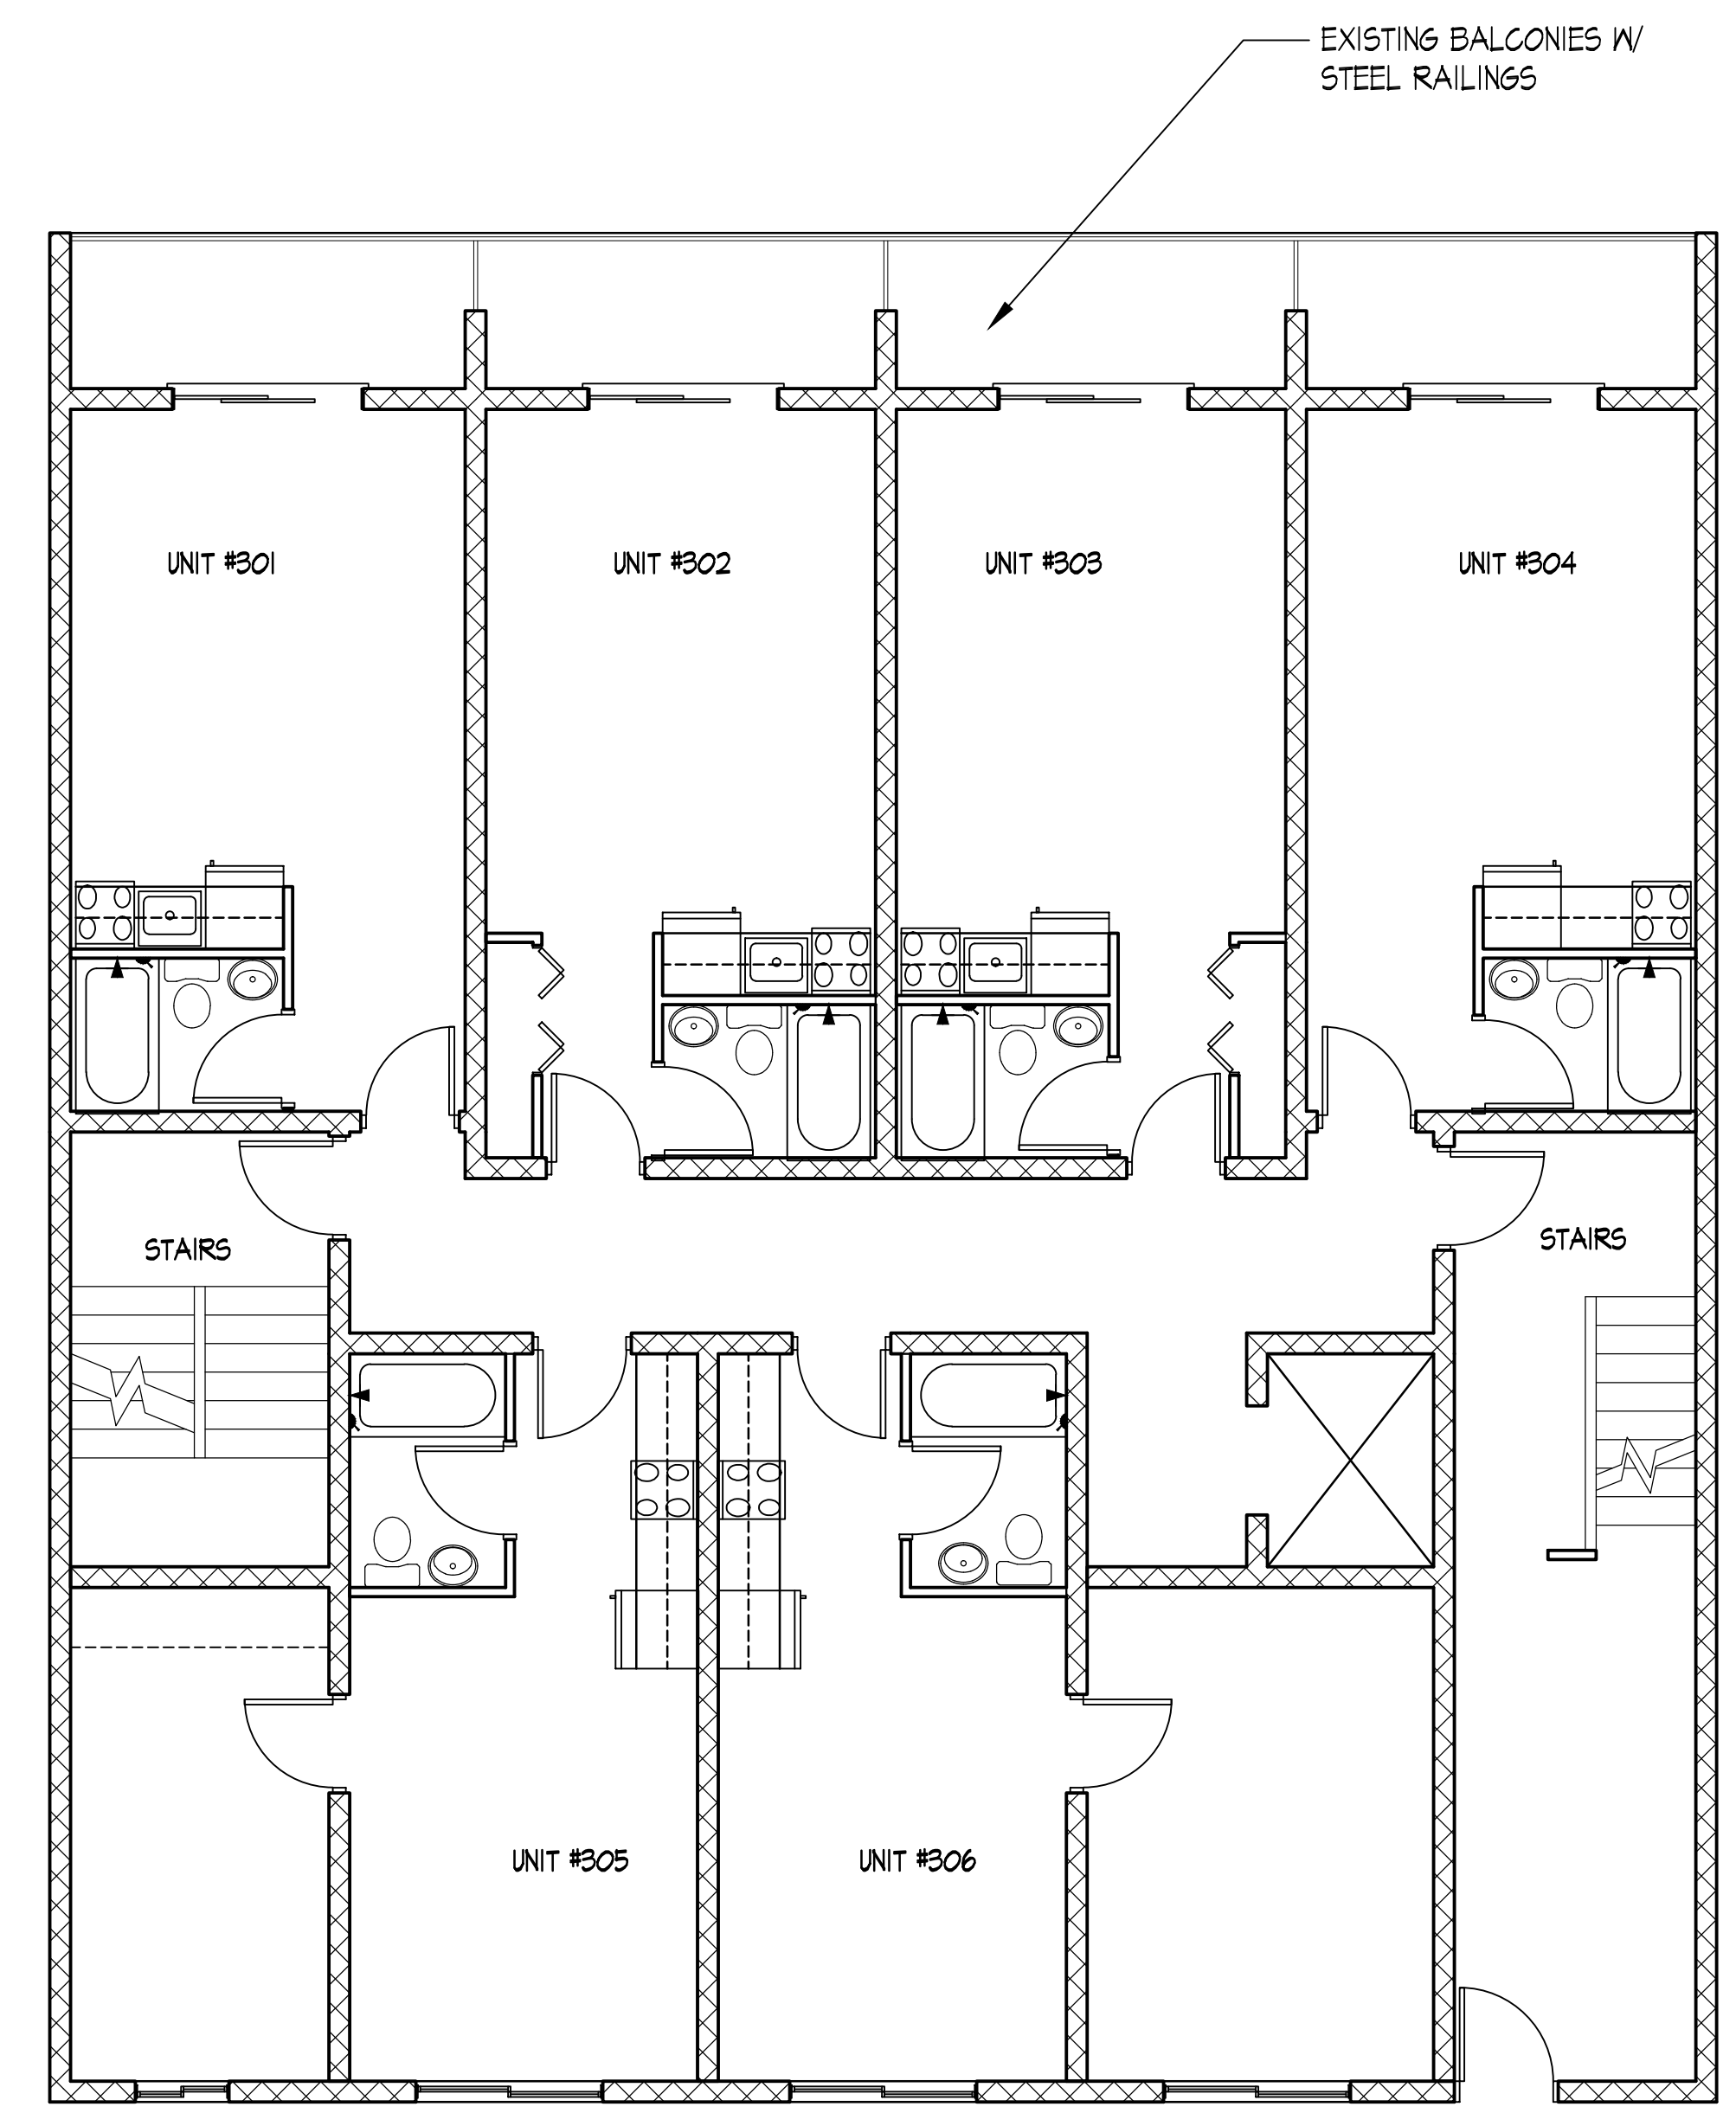 EXISTING BALCONIES W/
STEEL RAILINGS
UNIT #301
UNIT #302
UNIT #303
UNIT #304
STAIRS
STAIRS
UNIT #305
UNIT #306